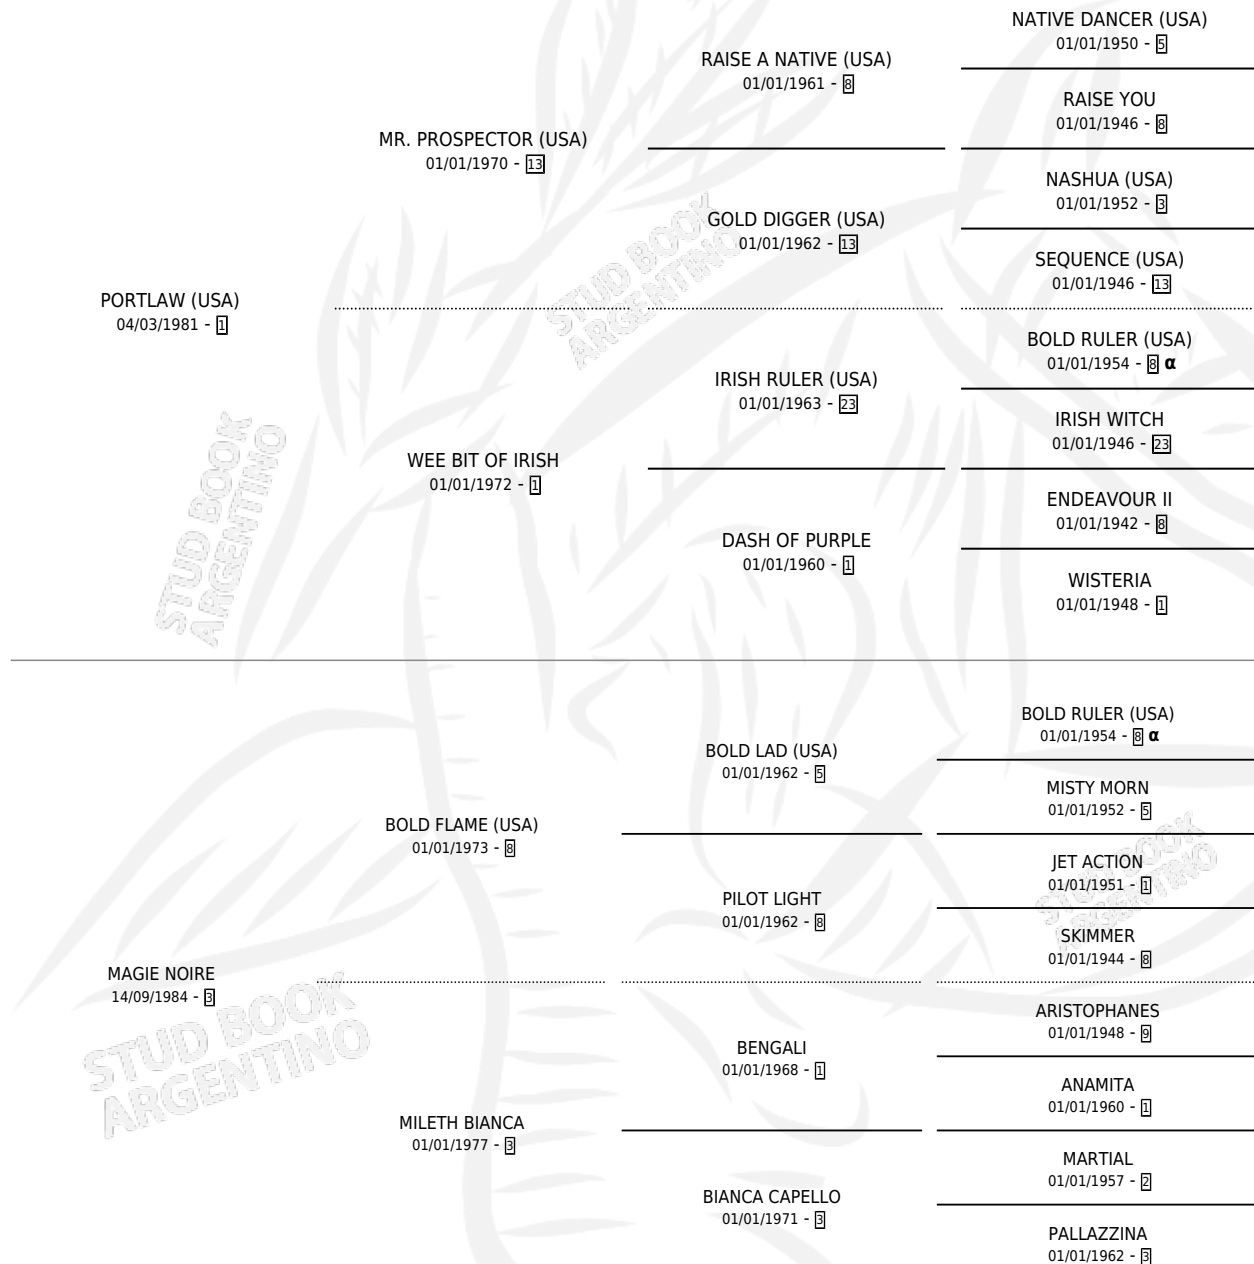 NATIVE DANCER (USA)
01/01/1950 - 5
RAISE A NATIVE (USA)
01/01/1961 - 8
RAISE YOU
01/01/1946 - 8
MR. PROSPECTOR (USA)
01/01/1970 - 13
NASHUA (USA)
01/01/1952 - 3
GOLD DIGGER (USA)
01/01/1962 - 13
SEQUENCE (USA)
01/01/1946 - 13
PORTLAW (USA)
04/03/1981 - 1
BOLD RULER (USA)
01/01/1954 - 8 α
IRISH RULER (USA)
01/01/1963 - 23
IRISH WITCH
01/01/1946 - 23
WEE BIT OF IRISH
01/01/1972 - 1
ENDEAVOUR II
01/01/1942 - 8
DASH OF PURPLE
01/01/1960 - 1
WISTERIA
01/01/1948 - 1
BOLD RULER (USA)
01/01/1954 - 8 α
BOLD LAD (USA)
01/01/1962 - 5
MISTY MORN
01/01/1952 - 5
BOLD FLAME (USA)
01/01/1973 - 8
JET ACTION
01/01/1951 - 1
PILOT LIGHT
01/01/1962 - 8
SKIMMER
01/01/1944 - 8
MAGIE NOIRE
14/09/1984 - 3
ARISTOPHANES
01/01/1948 - 9
BENGALI
01/01/1968 - 1
ANAMITA
01/01/1960 - 1
MILETH BIANCA
01/01/1977 - 3
MARTIAL
01/01/1957 - 2
BIANCA CAPELLO
01/01/1971 - 3
PALLAZZINA
01/01/1962 - 3
STUD BOOK
ARGENTINO
STUD BOOK
ARGENTINO
STUD BOOK
ARGENTINO
STUD BOOK
ARGENTINO